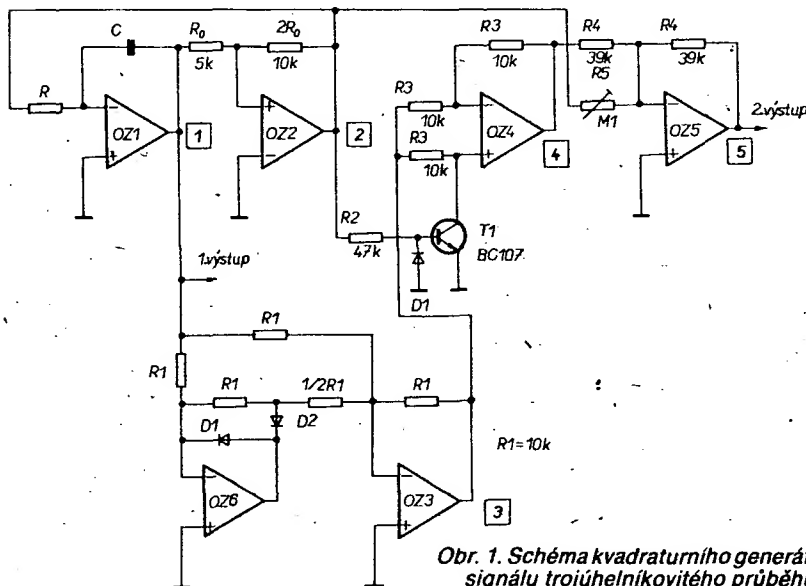 C
R0
5k
2R0
10k
R
OZ1
1
OZ2
2
R3
10k
R3
10k
R3
10k
OZ4
4
R4
39k
R5
M1
R4
39k
OZ5
5
2.výstup
R2
47k
D1
T1
BC107
1.výstup
R1
R1
R1
1/2R1
R1
D1
D2
OZ6
OZ3
3
R1=10k
Obr. 1. Schéma kvadraturního generát
signálu trojúhelníkovitého průběh